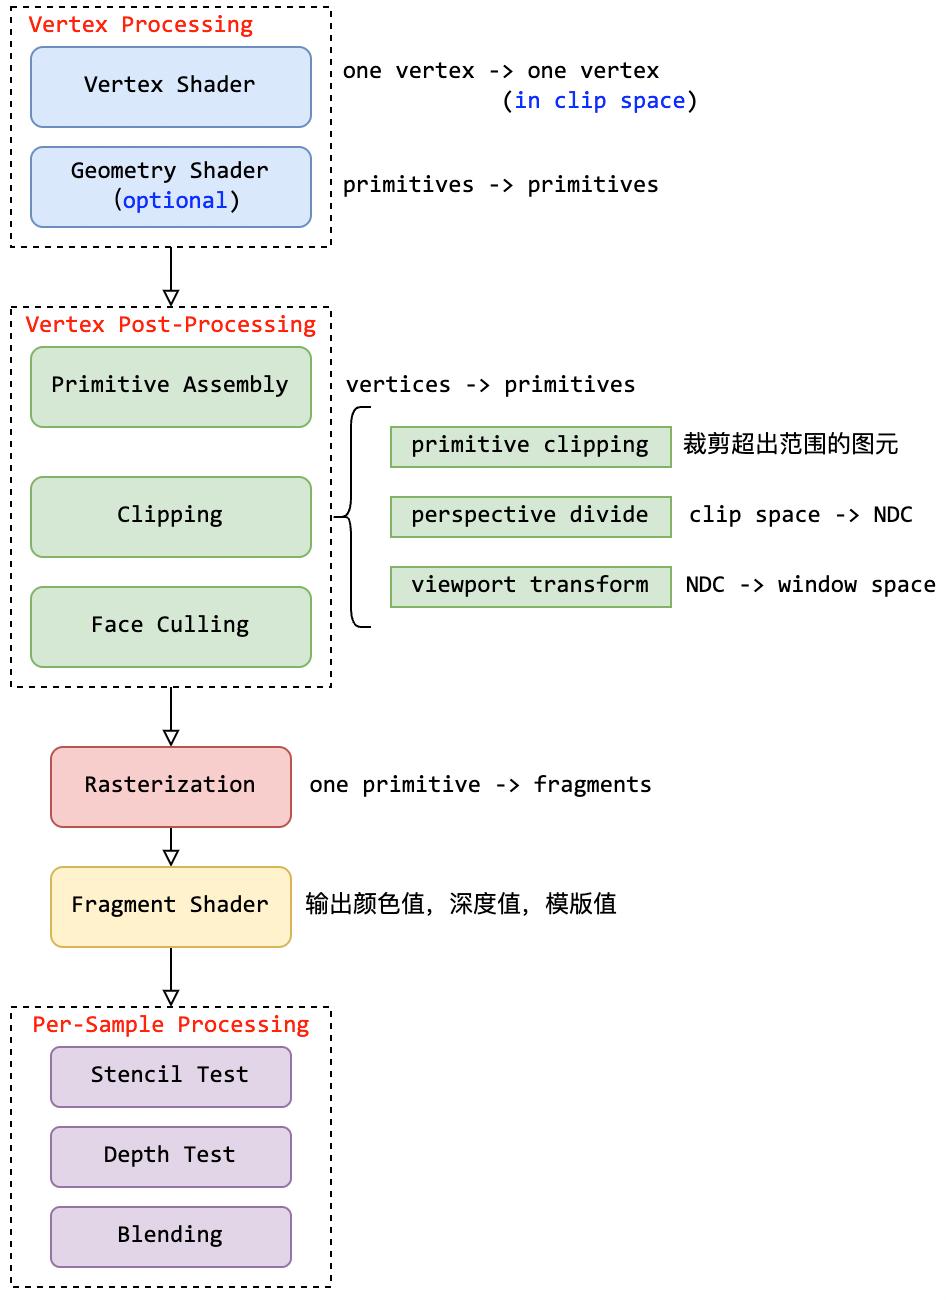 Vertex Processing
Vertex Shader
one vertex -> one vertex
(in clip space)
Geometry Shader
(optional)
primitives -> primitives
Vertex Post-Processing
Primitive Assembly
vertices -> primitives
primitive clipping
裁剪超出范围的图元
Clipping
perspective divide
clip space -> NDC
viewport transform
NDC -> window space
Face Culling
Rasterization
one primitive -> fragments
Fragment Shader
输出颜色值，深度值，模版值
Per-Sample Processing
Stencil Test
Depth Test
Blending